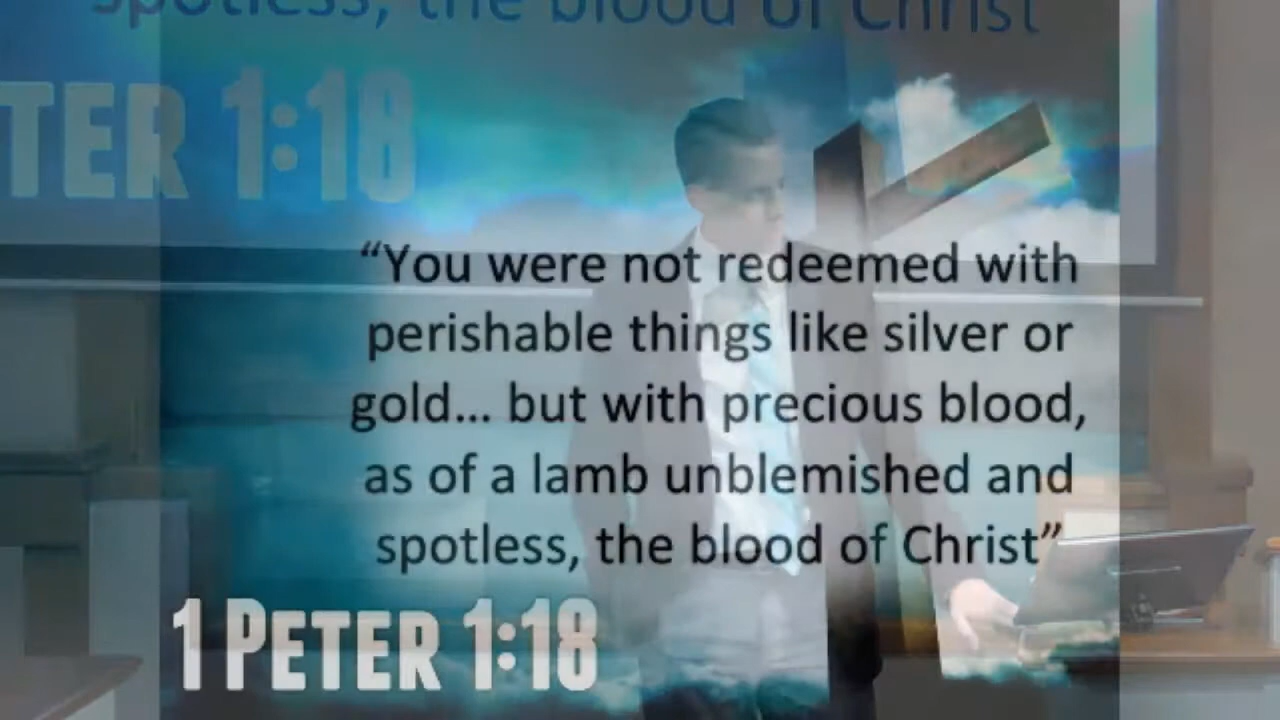 spotless, the blood of Christ
TER 1:18
“You were not redeemed with
perishable things like silver or
gold... but with precious blood,
as of a lamb unblemished and
spotless, the blood of Christ”
1 PETER 1:18